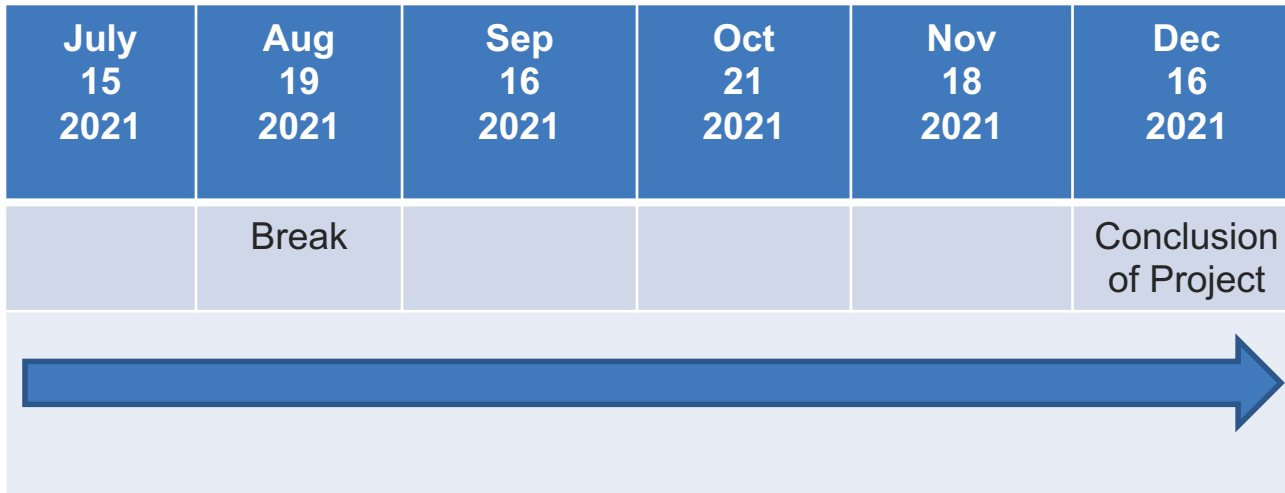 July
15
2021
Aug
19
2021
Sep
16
2021
Oct
21
2021
Nov
18
2021
Dec
16
2021
Break
Conclusion
of Project